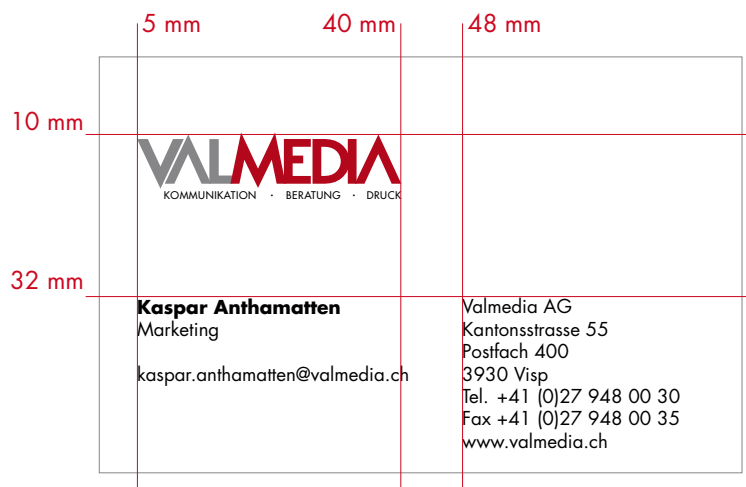 5 mm 40 mm 48 mm
10 mm
VALMEDIA
KOMMUNIKATION · BERATUNG · DRUCK
32 mm
Kaspar Anthamatten
Marketing
kaspar.anthamatten@valmedia.ch
Valmedia AG
Kantonsstrasse 55
Postfach 400
3930 Visp
Tel. +41 (0)27 948 00 30
Fax +41 (0)27 948 00 35
www.valmedia.ch